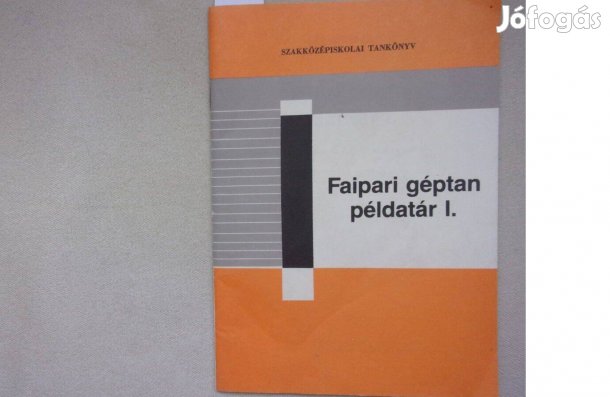 Jófogás
SZAKKÖZÉPISKOLAI TANKÖNYV
Faipari géptan
példatár I.